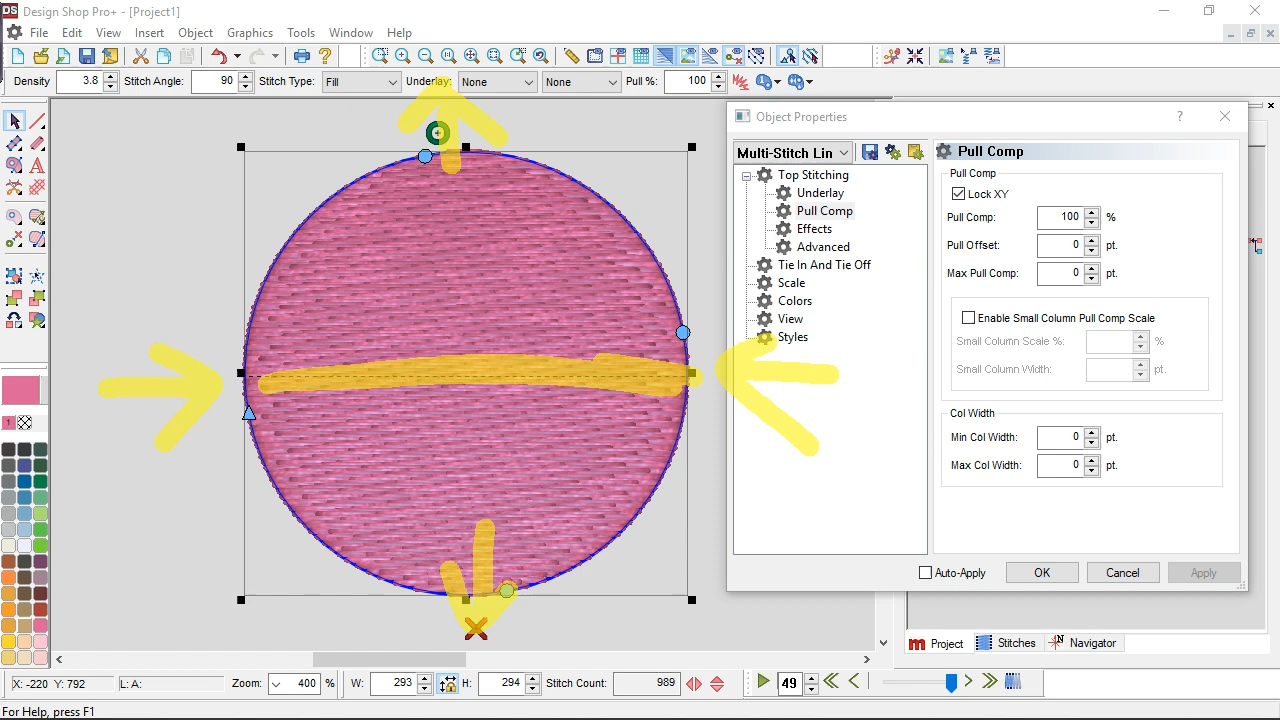 DS Design Shop Pro+ - [Project1]
File Edit View Insert Object Graphics Tools Window Help
Density 3.8 Stitch Angle: 90 Stitch Type: Fill Underlay: None None Pull %: 100
Object Properties ?
Multi-Stitch Lin
Pull Comp
Top Stitching
Underlay
Pull Comp
Effects
Advanced
Tie In And Tie Off
Scale
Colors
View
Styles
Pull Comp
Lock XY
Pull Comp: 100 %
Pull Offset: 0 pt.
Max Pull Comp: 0 pt.
Enable Small Column Pull Comp Scale
Small Column Scale %: %
Small Column Width: pt.
Col Width
Min Col Width: 0 pt.
Max Col Width: 0 pt.
Auto-Apply OK Cancel Apply
1
Project Stitches N Navigator
X: -220 Y: 792 L: A: Zoom: 400 % W: 293 H: 294 Stitch Count: 989 49
For Help, press F1